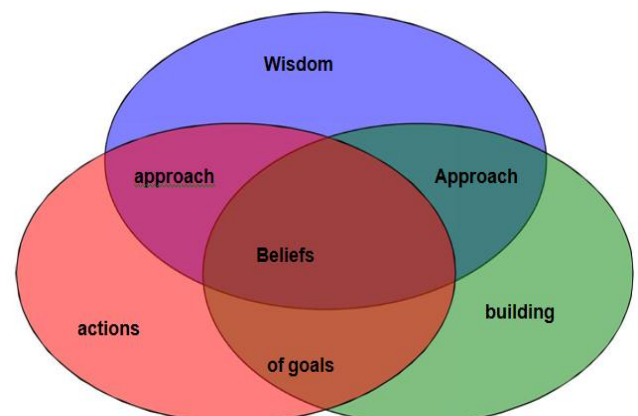 Wisdom
approach
Approach
Beliefs
building
actions
of goals